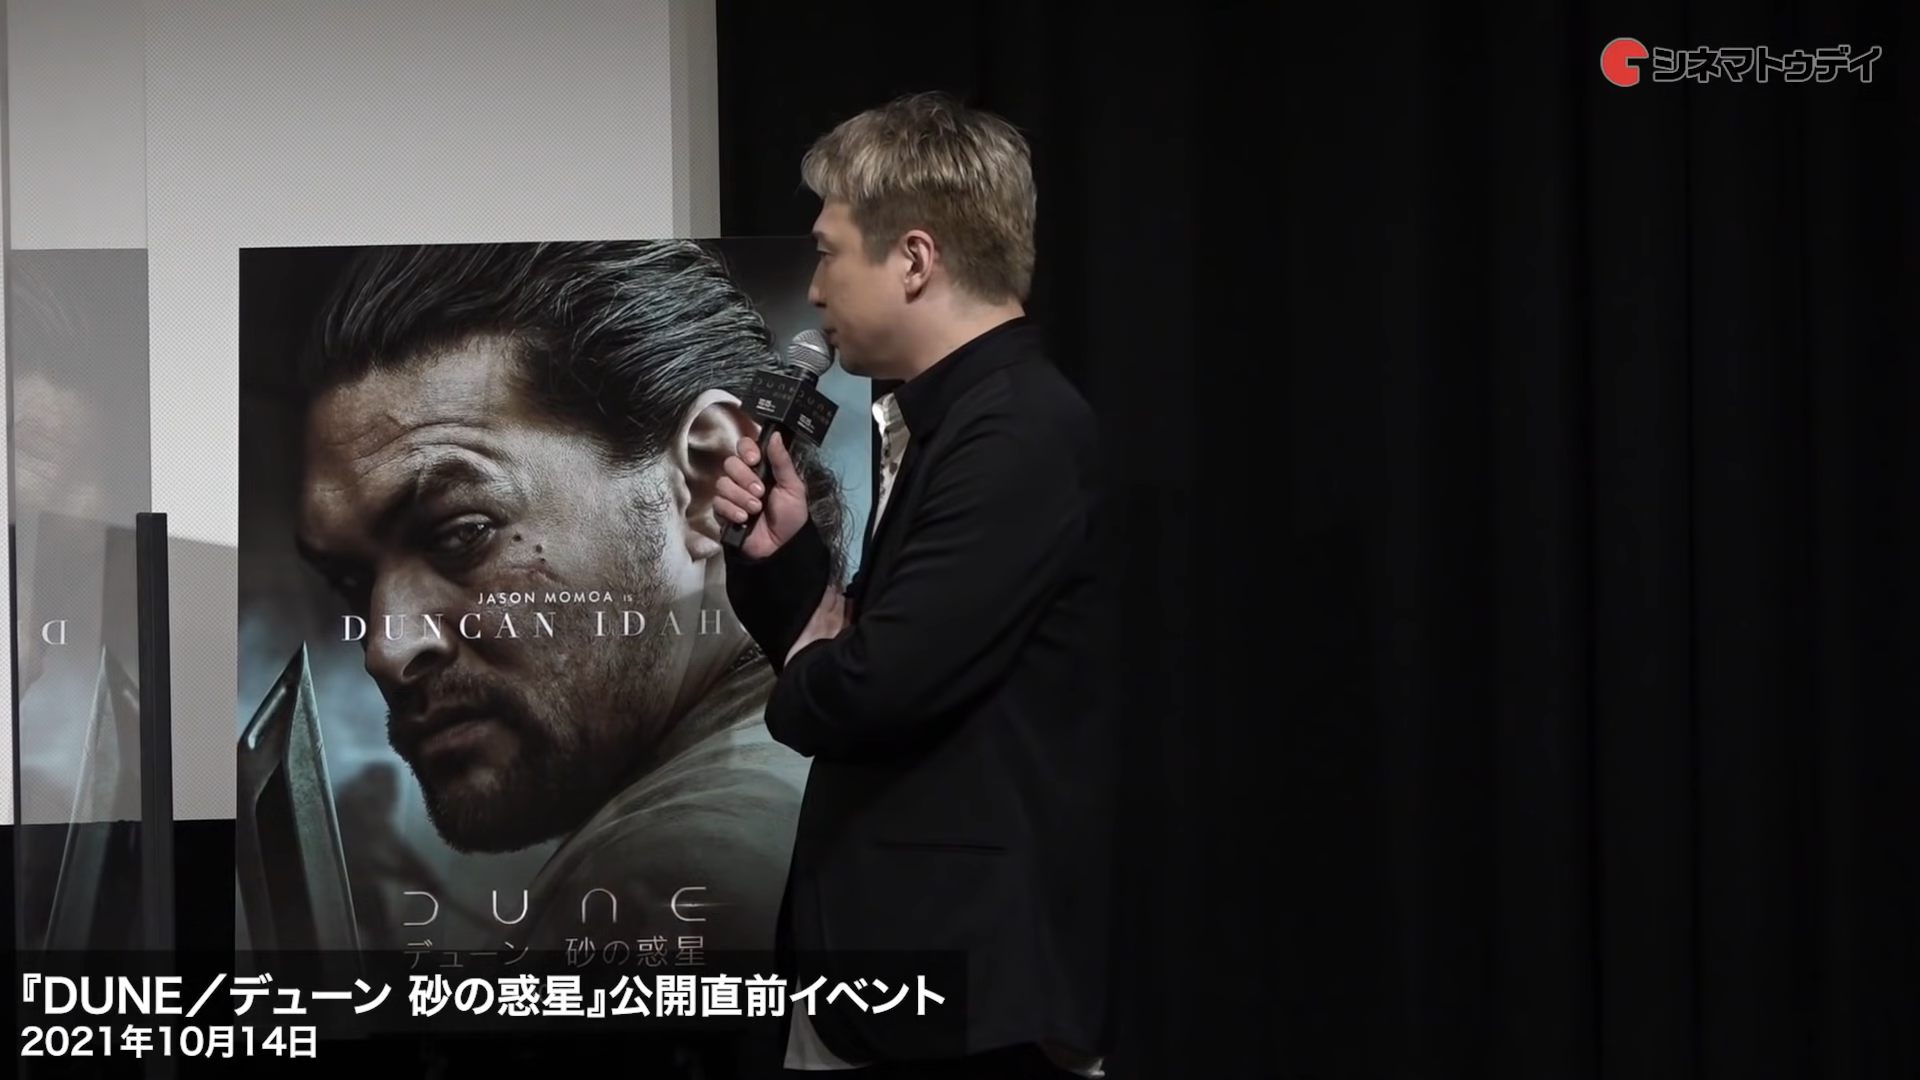 シネマトゥデイ
DUNE
DUNE
JASON MOMOA IS
DUNCAN IDAH
D
DUNE
デューン 砂の惑星
『DUNE／デューン 砂の惑星』公開直前イベント
2021年10月14日